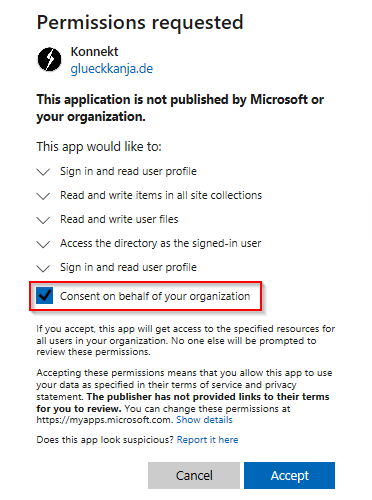 Permissions requested
Konnekt
glueckkanja.de
This application is not published by Microsoft or
your organization.
This app would like to:
Sign in and read user profile
Read and write items in all site collections
Read and write user files
Access the directory as the signed-in user
Sign in and read user profile
Consent on behalf of your organization
If you accept, this app will get access to the specified resources for
all users in your organization. No one else will be prompted to
review these permissions.
Accepting these permissions means that you allow this app to use
your data as specified in their terms of service and privacy
statement. The publisher has not provided links to their terms
for you to review. You can change these permissions at
https://myapps.microsoft.com. Show details
Does this app look suspicious? Report it here
Cancel
Accept